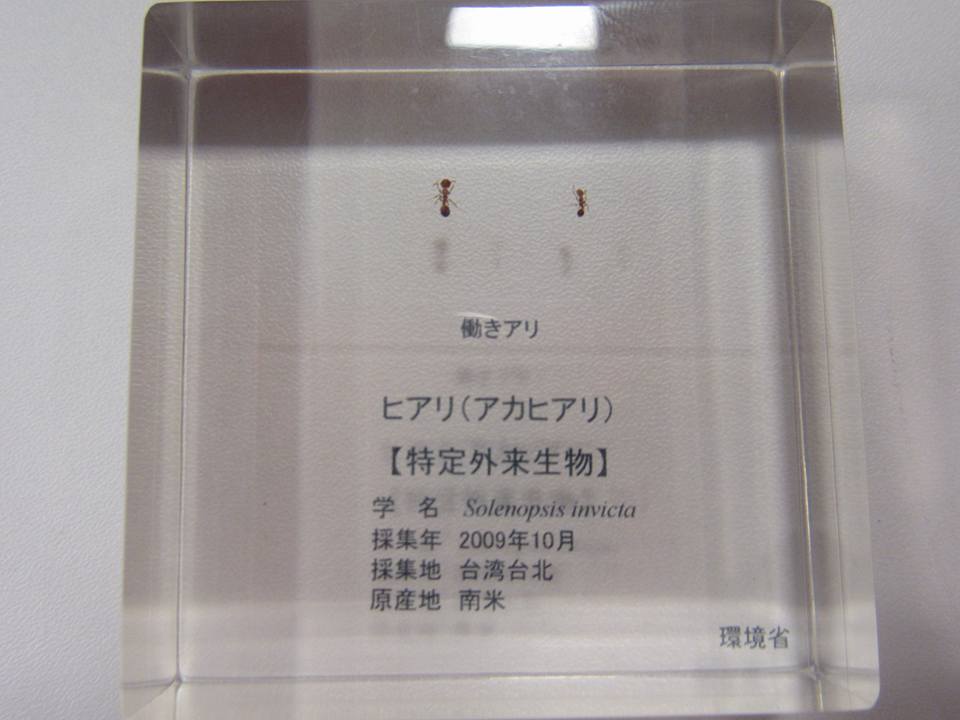 働きアリ
ヒアリ(アカヒアリ)
【特定外来生物】
学 名 Solenopsis invicta
採集年 2009年10月
採集地 台湾台北
原産地 南米
環境省